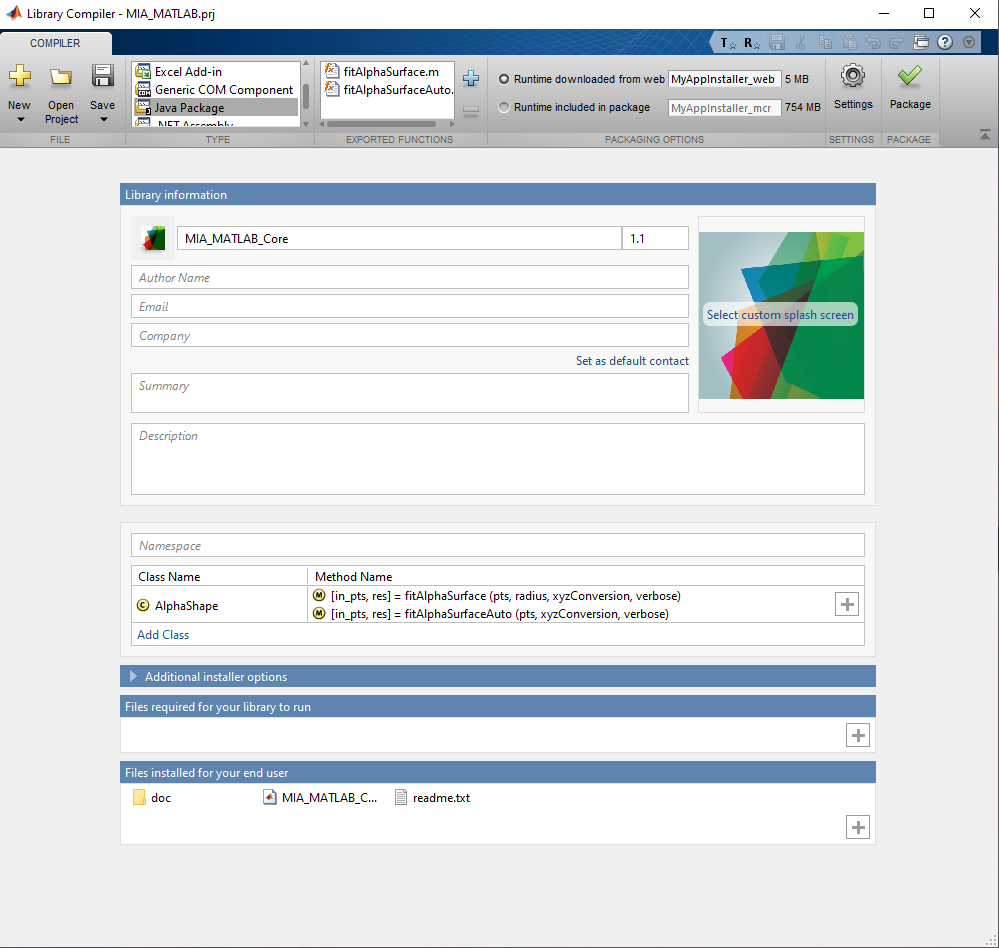 Library Compiler - MIA_MATLAB.prj
COMPILER
T
R
New
Open Project
Save
FILE
Excel Add-in
Generic COM Component
Java Package
.NET Assembly
TYPE
fitAlphaSurface.m
fitAlphaSurfaceAuto.
EXPORTED FUNCTIONS
Runtime downloaded from web MyAppInstaller_web 5 MB
Runtime included in package MyAppInstaller_mcr 754 MB
PACKAGING OPTIONS
Settings
SETTINGS
Package
PACKAGE
Library information
MIA_MATLAB_Core 1.1
Author Name
Email
Company
Set as default contact
Summary
Select custom splash screen
Description
Namespace
Class Name Method Name
AlphaShape
[in_pts, res] = fitAlphaSurface (pts, radius, xyzConversion, verbose)
[in_pts, res] = fitAlphaSurfaceAuto (pts, xyzConversion, verbose)
Add Class
Additional installer options
Files required for your library to run
Files installed for your end user
doc MIA_MATLAB_C... readme.txt